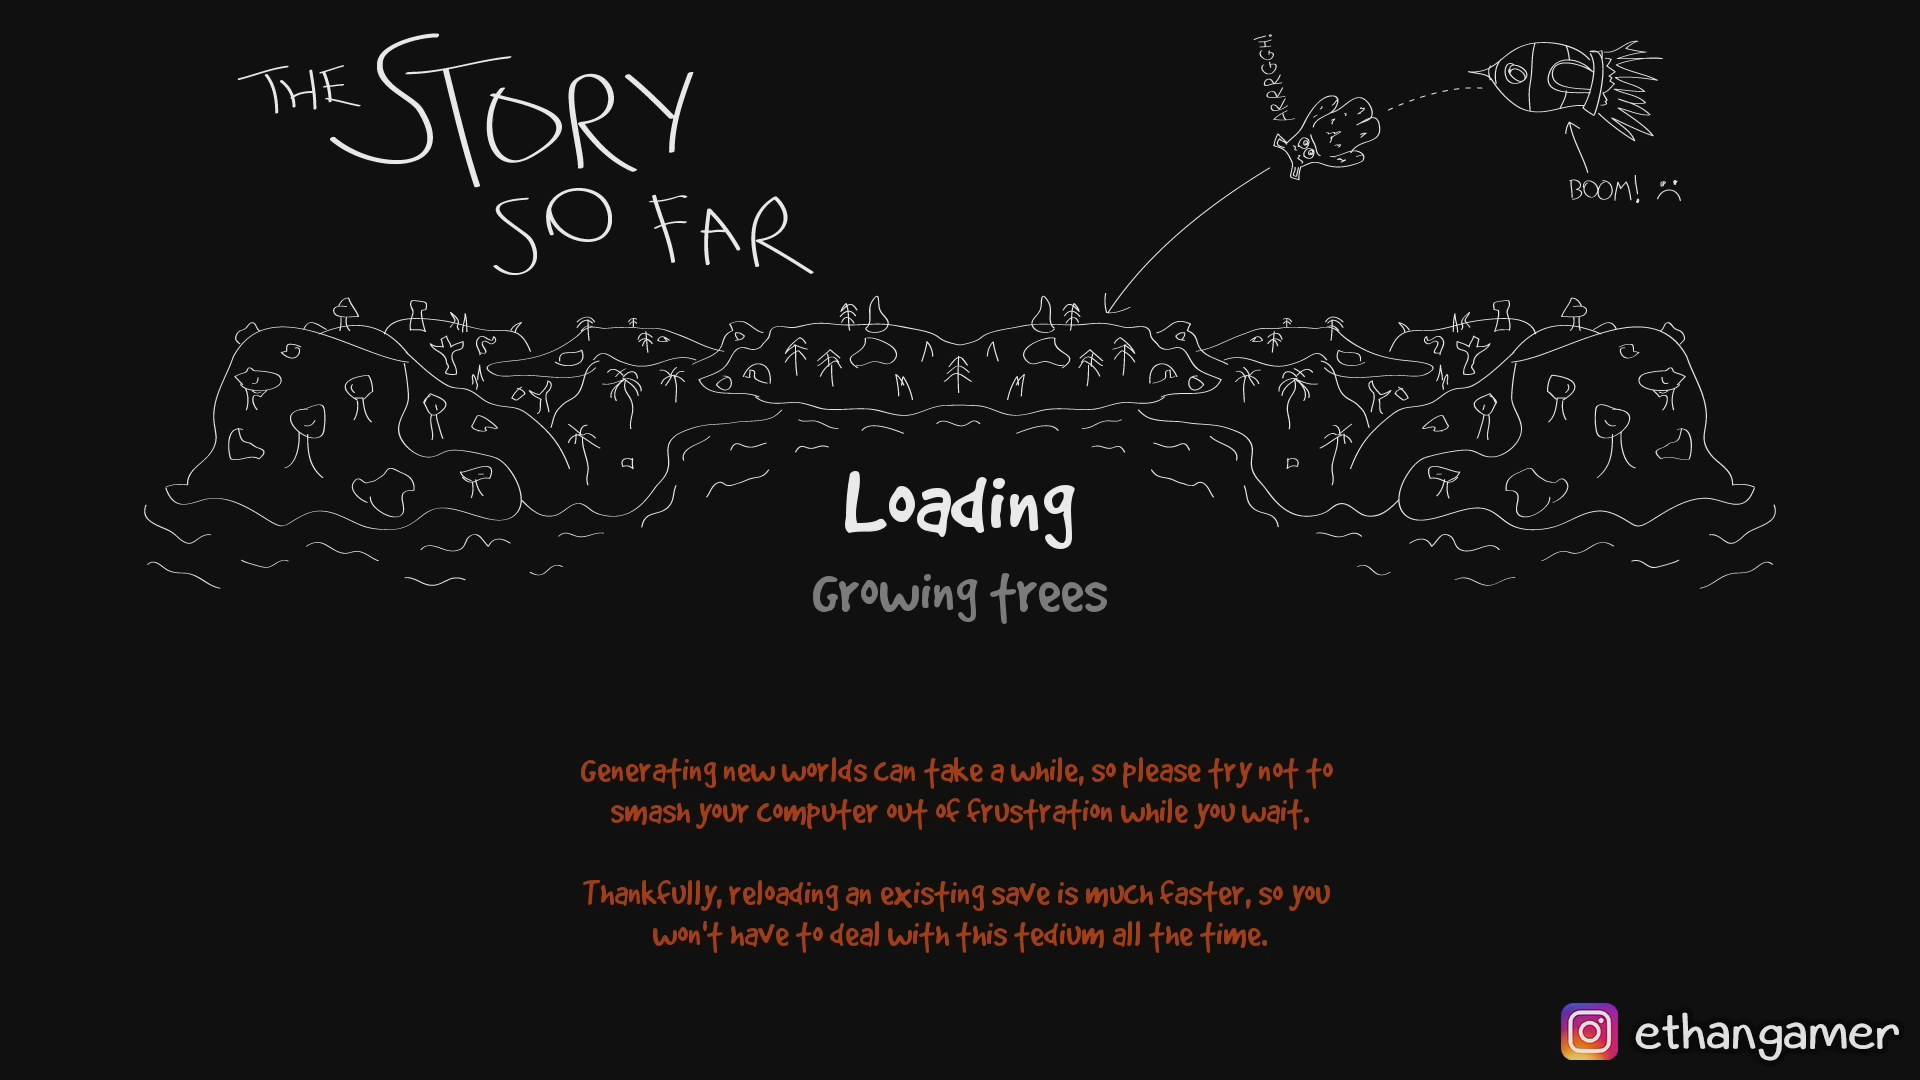 THE STORY
SO FAR
ARRRGGH!
BOOM! :(
Loading
Growing trees
Generating new worlds can take a while, so please try not to
smash your computer out of frustration while you wait.
Thankfully, reloading an existing save is much faster, so you
won't have to deal with this tedium all the time.
ethangamer